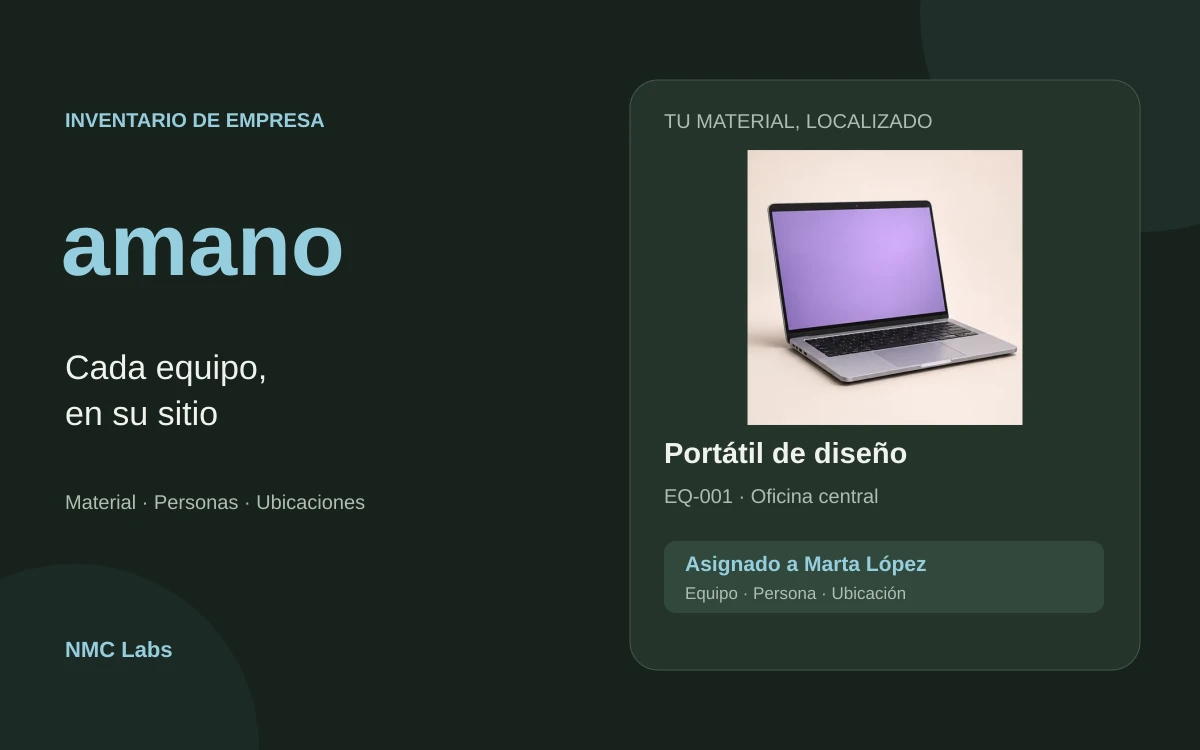 INVENTARIO DE EMPRESA
amano
Cada equipo,
en su sitio
Material · Personas · Ubicaciones
NMC Labs
TU MATERIAL, LOCALIZADO
Portátil de diseño
EQ-001 · Oficina central
Asignado a Marta López
Equipo · Persona · Ubicación